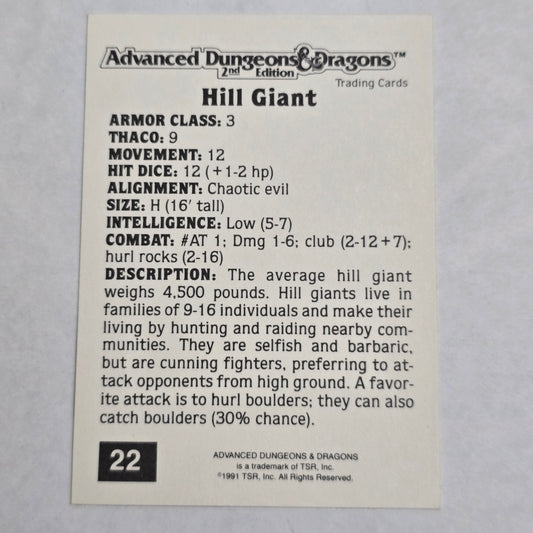 Advanced Dungeons & Dragons™
2nd Edition
Trading Cards
Hill Giant
ARMOR CLASS: 3
THACO: 9
MOVEMENT: 12
HIT DICE: 12 (+1-2 hp)
ALIGNMENT: Chaotic evil
SIZE: H (16' tall)
INTELLIGENCE: Low (5-7)
COMBAT: #AT 1; Dmg 1-6; club (2-12+7);
hurl rocks (2-16)
DESCRIPTION: The average hill giant
weighs 4,500 pounds. Hill giants live in
families of 9-16 individuals and make their
living by hunting and raiding nearby com-
munities. They are selfish and barbaric,
but are cunning fighters, preferring to at-
tack opponents from high ground. A favor-
ite attack is to hurl boulders; they can also
catch boulders (30% chance).
22
ADVANCED DUNGEONS & DRAGONS
is a trademark of TSR, Inc.
©1991 TSR, Inc. All Rights Reserved.